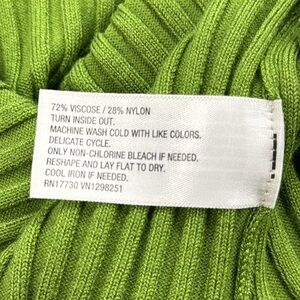 72% VISCOSE / 28% NYLON
TURN INSIDE OUT.
MACHINE WASH COLD WITH LIKE COLORS.
DELICATE CYCLE.
ONLY NON-CHLORINE BLEACH IF NEEDED.
RESHAPE AND LAY FLAT TO DRY.
COOL IRON IF NEEDED.
RN17730 VN1298251